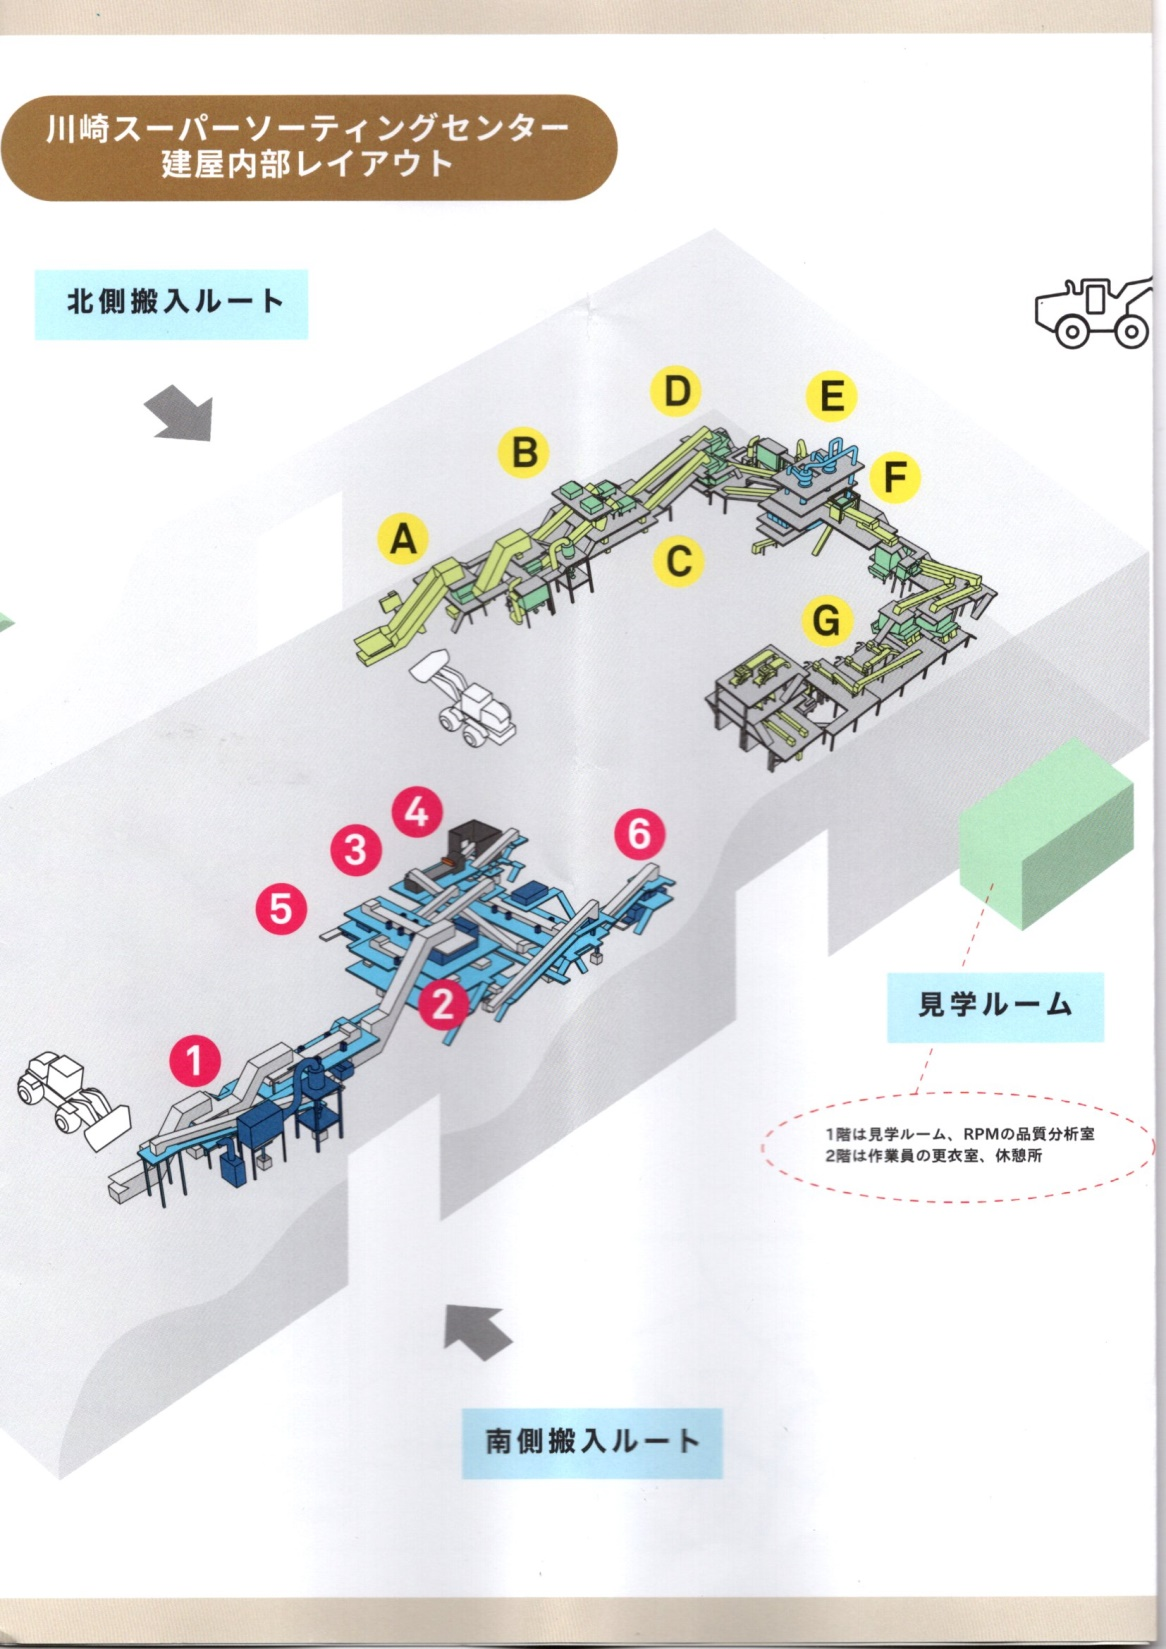 川崎スーパーソーティングセンター
建屋内部レイアウト
北側搬入ルート
D
E
B
F
A
C
G
4
6
3
5
2
見学ルーム
1
1階は見学ルーム、RPMの品質分析室
2階は作業員の更衣室、休憩所
南側搬入ルート